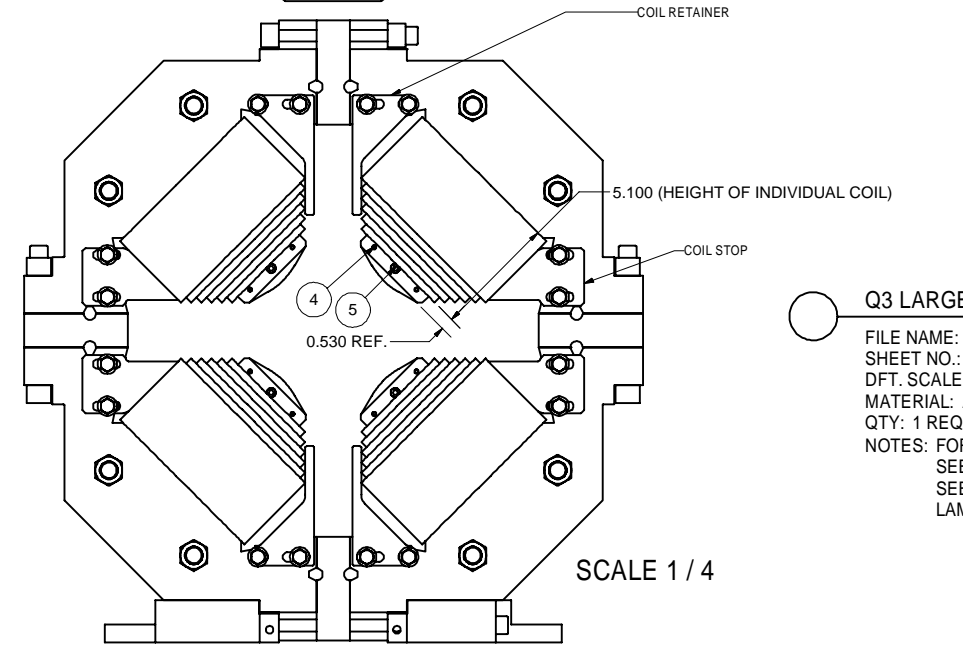 COIL RETAINER
5.100 (HEIGHT OF INDIVIDUAL COIL)
COIL STOP
4
5
0.530 REF.
Q3 LARGE
FILE NAME:
SHEET NO.:
DFT. SCALE
MATERIAL:
QTY: 1 REQ
NOTES: FOR
SEE
SEE
LAM
SCALE 1 / 4